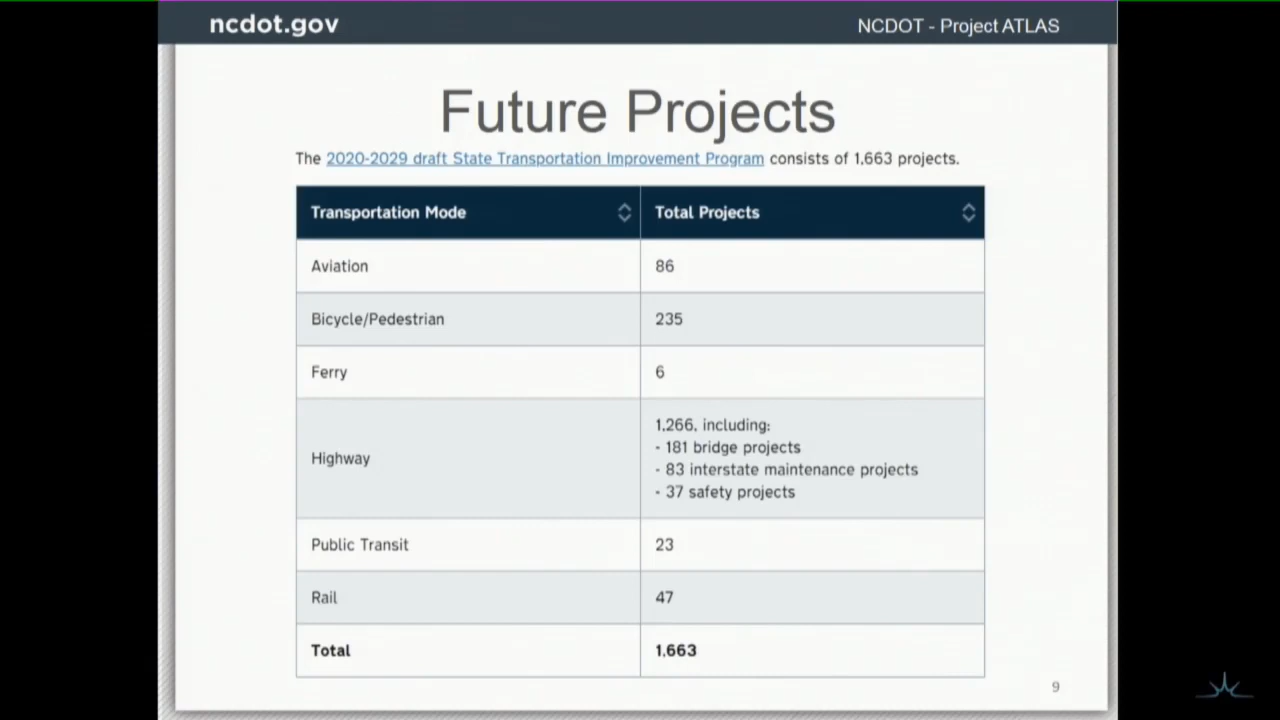 ncdot.gov
NCDOT - Project ATLAS
Future Projects
The 2020-2029 draft State Transportation Improvement Program consists of 1,663 projects.
Transportation Mode
Total Projects
Aviation
86
Bicycle/Pedestrian
235
Ferry
6
Highway
1,266, including:
- 181 bridge projects
- 83 interstate maintenance projects
- 37 safety projects
Public Transit
23
Rail
47
Total
1,663
9